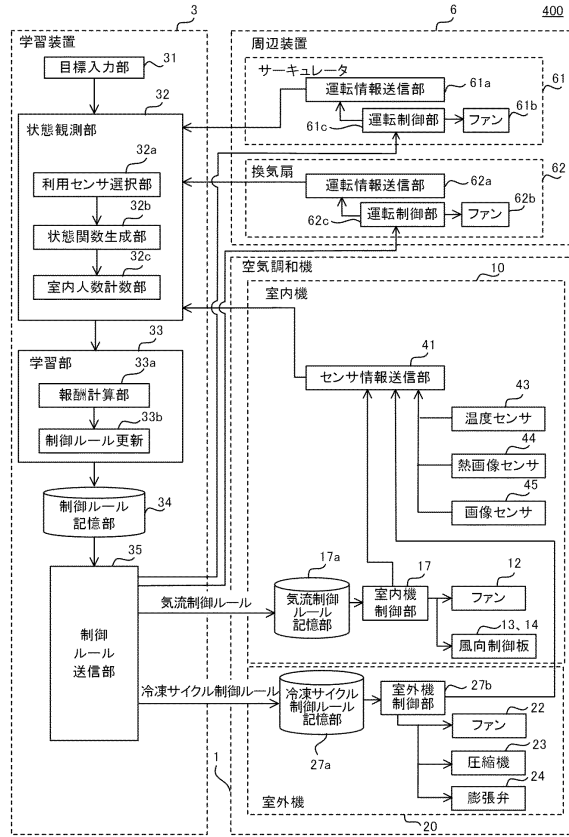 400
3
学習装置
目標入力部
31
32
状態観測部
32a
利用センサ選択部
32b
状態関数生成部
32c
室内人数計数部
33
学習部
33a
報酬計算部
33b
制御ルール更新
制御ルール
記憶部
34
35
制御
ルール
送信部
6
周辺装置
サーキュレータ
61
運転情報送信部
61a
61c
運転制御部
ファン
61b
換気扇
62
運転情報送信部
62a
62c
運転制御部
ファン
62b
空気調和機
10
室内機
41
センサ情報送信部
43
温度センサ
44
熱画像センサ
45
画像センサ
気流制御ルール
17a
気流制御
ルール
記憶部
17
室内機
制御部
12
ファン
13、14
風向制御板
冷凍サイクル制御ルール
冷凍サイクル
制御ルール
記憶部
27a
室外機
制御部
27b
22
ファン
23
圧縮機
24
膨張弁
1
室外機
20